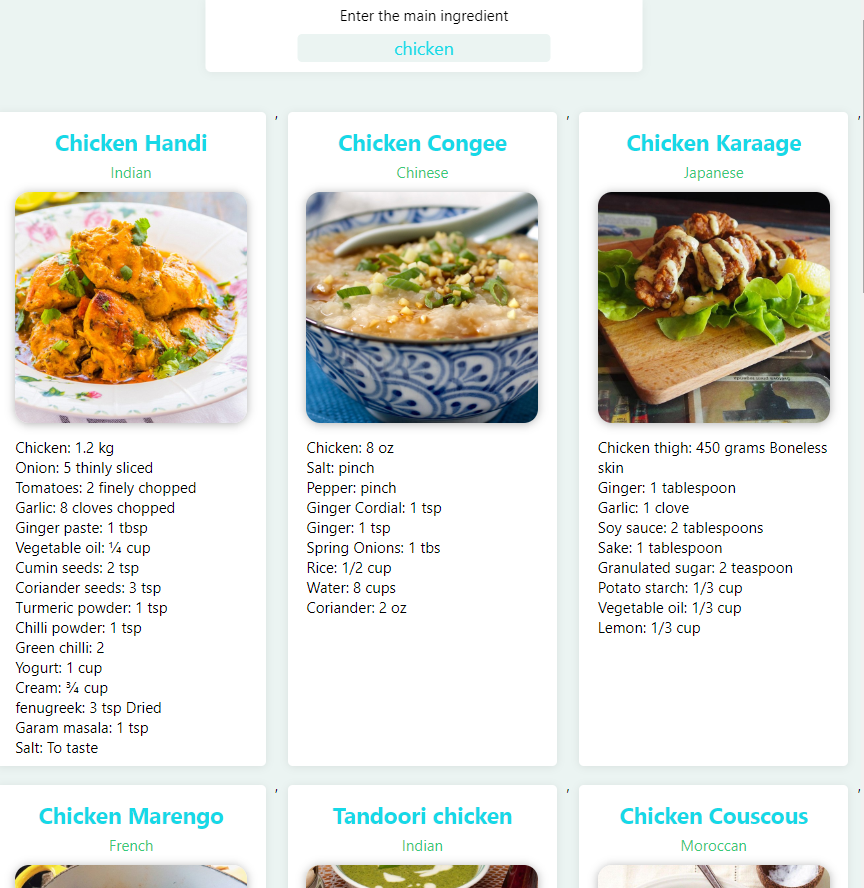 Enter the main ingredient
chicken
,
,
,
Chicken Handi
Indian
Chicken: 1.2 kg
Onion: 5 thinly sliced
Tomatoes: 2 finely chopped
Garlic: 8 cloves chopped
Ginger paste: 1 tbsp
Vegetable oil: ¼ cup
Cumin seeds: 2 tsp
Coriander seeds: 3 tsp
Turmeric powder: 1 tsp
Chilli powder: 1 tsp
Green chilli: 2
Yogurt: 1 cup
Cream: ¾ cup
fenugreek: 3 tsp Dried
Garam masala: 1 tsp
Salt: To taste
Chicken Congee
Chinese
Chicken: 8 oz
Salt: pinch
Pepper: pinch
Ginger Cordial: 1 tsp
Ginger: 1 tsp
Spring Onions: 1 tbs
Rice: 1/2 cup
Water: 8 cups
Coriander: 2 oz
Chicken Karaage
Japanese
Chicken thigh: 450 grams Boneless
skin
Ginger: 1 tablespoon
Garlic: 1 clove
Soy sauce: 2 tablespoons
Sake: 1 tablespoon
Granulated sugar: 2 teaspoon
Potato starch: 1/3 cup
Vegetable oil: 1/3 cup
Lemon: 1/3 cup
,
,
,
Chicken Marengo
French
Tandoori chicken
Indian
Chicken Couscous
Moroccan